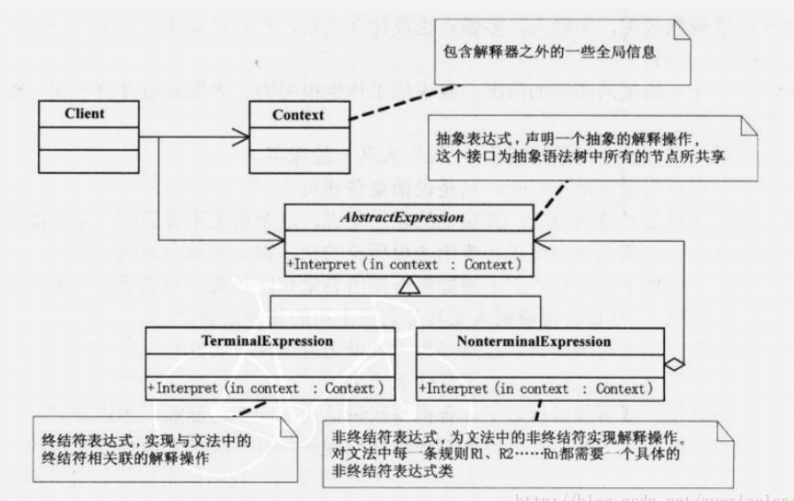 包含解释器之外的一些全局信息
Client
Context
抽象表达式，声明一个抽象的解释操作，
这个接口为抽象语法树中所有的节点所共享
AbstractExpression
+Interpret(in context : Context)
TerminalExpression
NonterminalExpression
+Interpret(in context : Context)
+Interpret(in context : Context)
终结符表达式，实现与文法中的
终结符相关联的解释操作
非终结符表达式，为文法中的非终结符实现解释操作。
对文法中每一条规则R1、R2……Rn都需要一个具体的
非终结符表达式类